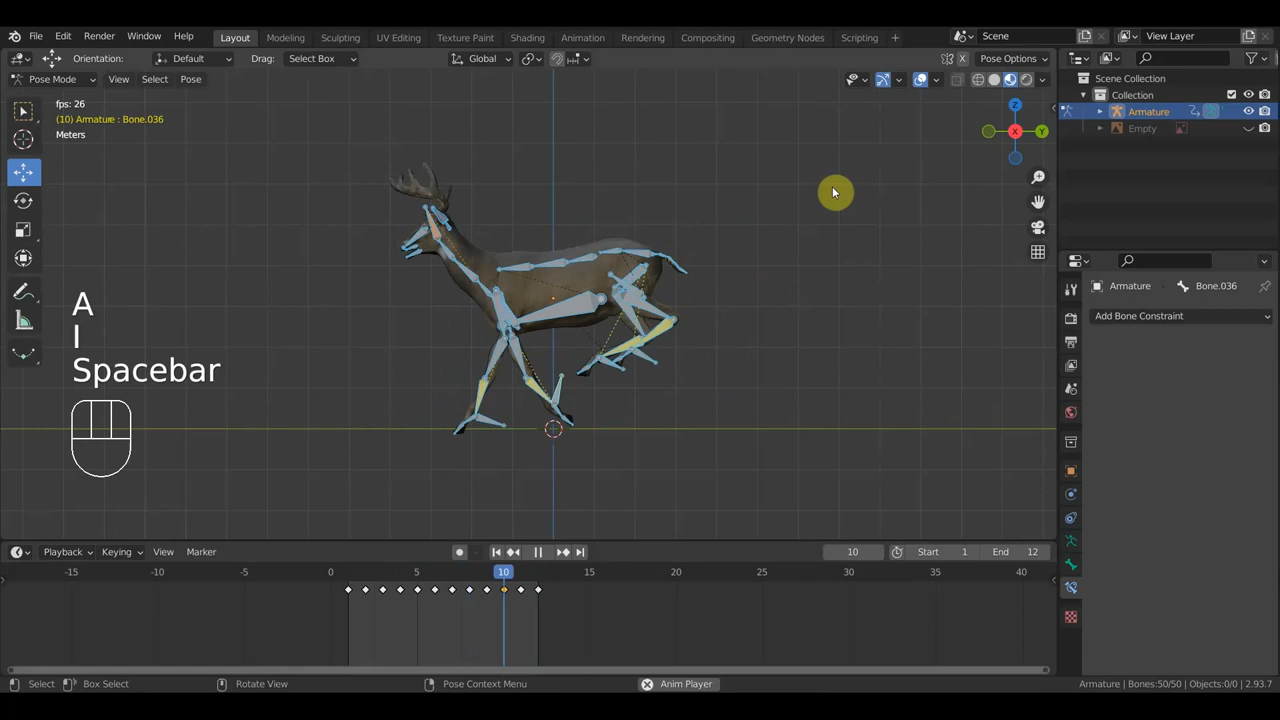 File Edit Render Window Help Layout Modeling Sculpting UV Editing Texture Paint Shading Animation Rendering Compositing Geometry Nodes Scripting + Scene View Layer
Orientation: Default Drag: Select Box Global Pose Options
Pose Mode View Select Pose
Scene Collection
Collection
Armature
Empty
fps: 26
(10) Armature : Bone.036
Meters
Z
X
Y
A
I
Spacebar
Armature Bone.036
Add Bone Constraint
Playback Keying View Marker 10 Start 1 End 12
-15 -10 -5 0 5 10 15 20 25 30 35 40
Select Box Select Rotate View Pose Context Menu Anim Player Armature | Bones:50/50 | Objects:0/0 | 2.93.7